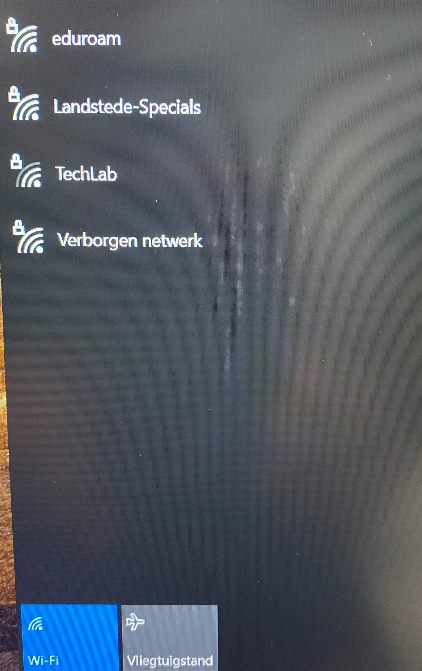 eduroam
Landstede-Specials
TechLab
Verborgen netwerk
Wi-Fi
Vliegtuigstand